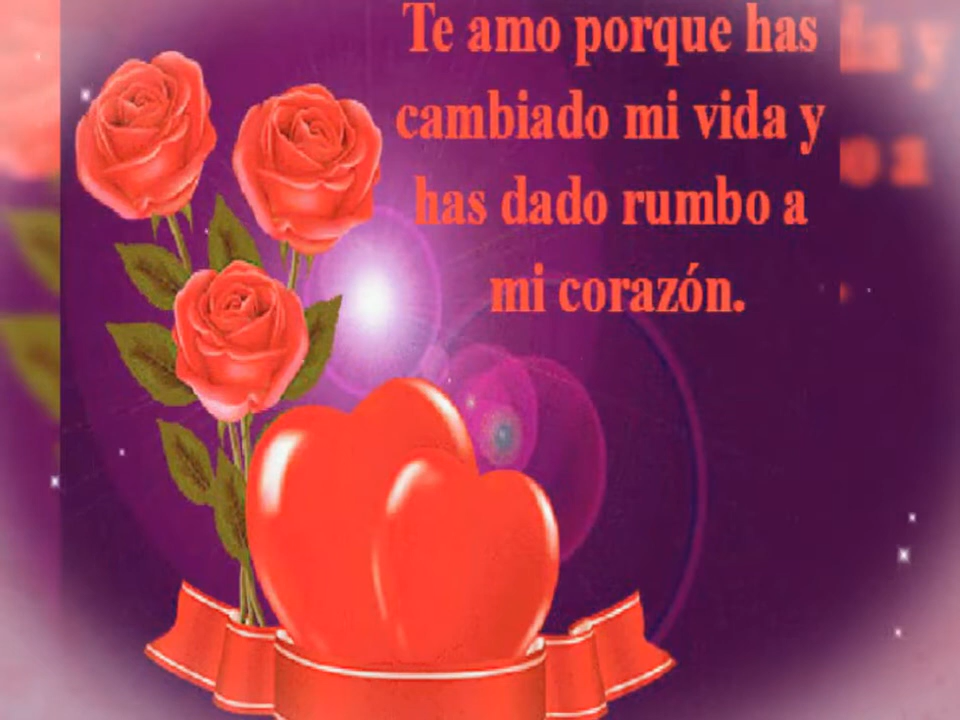 Te amo porque has
cambiado mi vida y
has dado rumbo a
mi corazón.